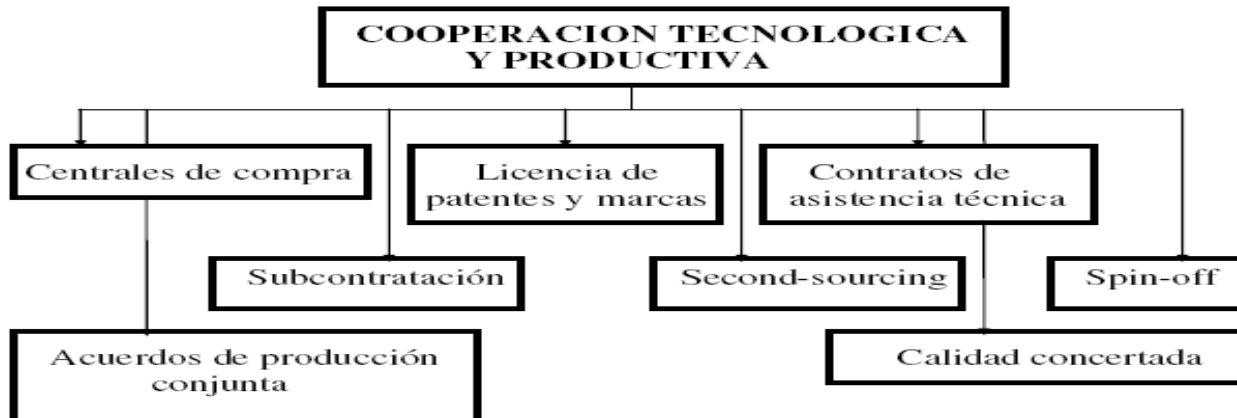 COOPERACION TECNOLOGICA
Y PRODUCTIVA
Centrales de compra
Licencia de
patentes y marcas
Contratos de
asistencia técnica
Subcontratación
Second-sourcing
Spin-off
Acuerdos de producción
conjunta
Calidad concertada